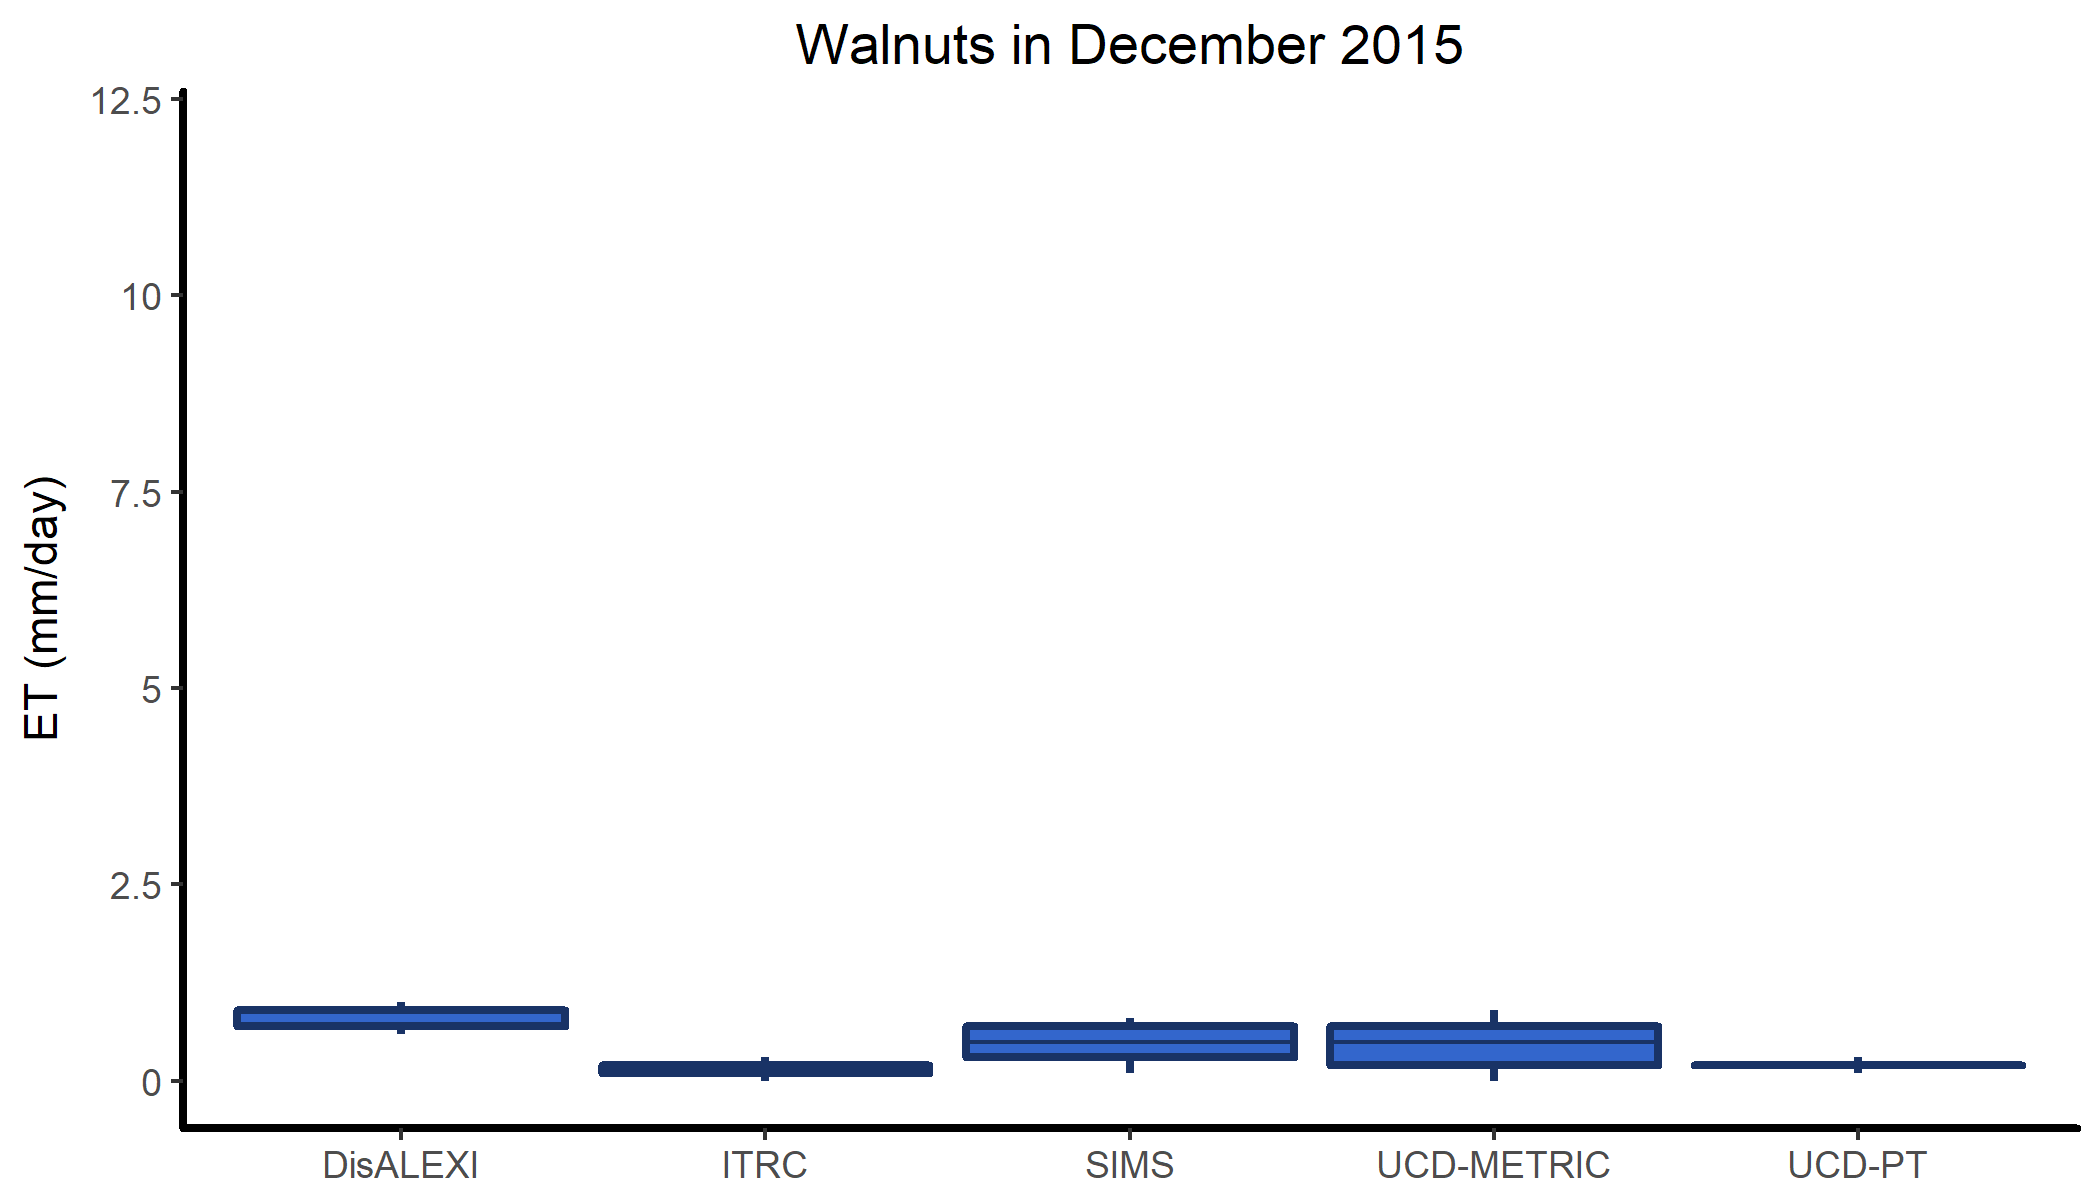 Walnuts in December 2015
12.5
10
7.5
5
2.5
0
ET (mm/day)
DisALEXI ITRC SIMS UCD-METRIC UCD-PT